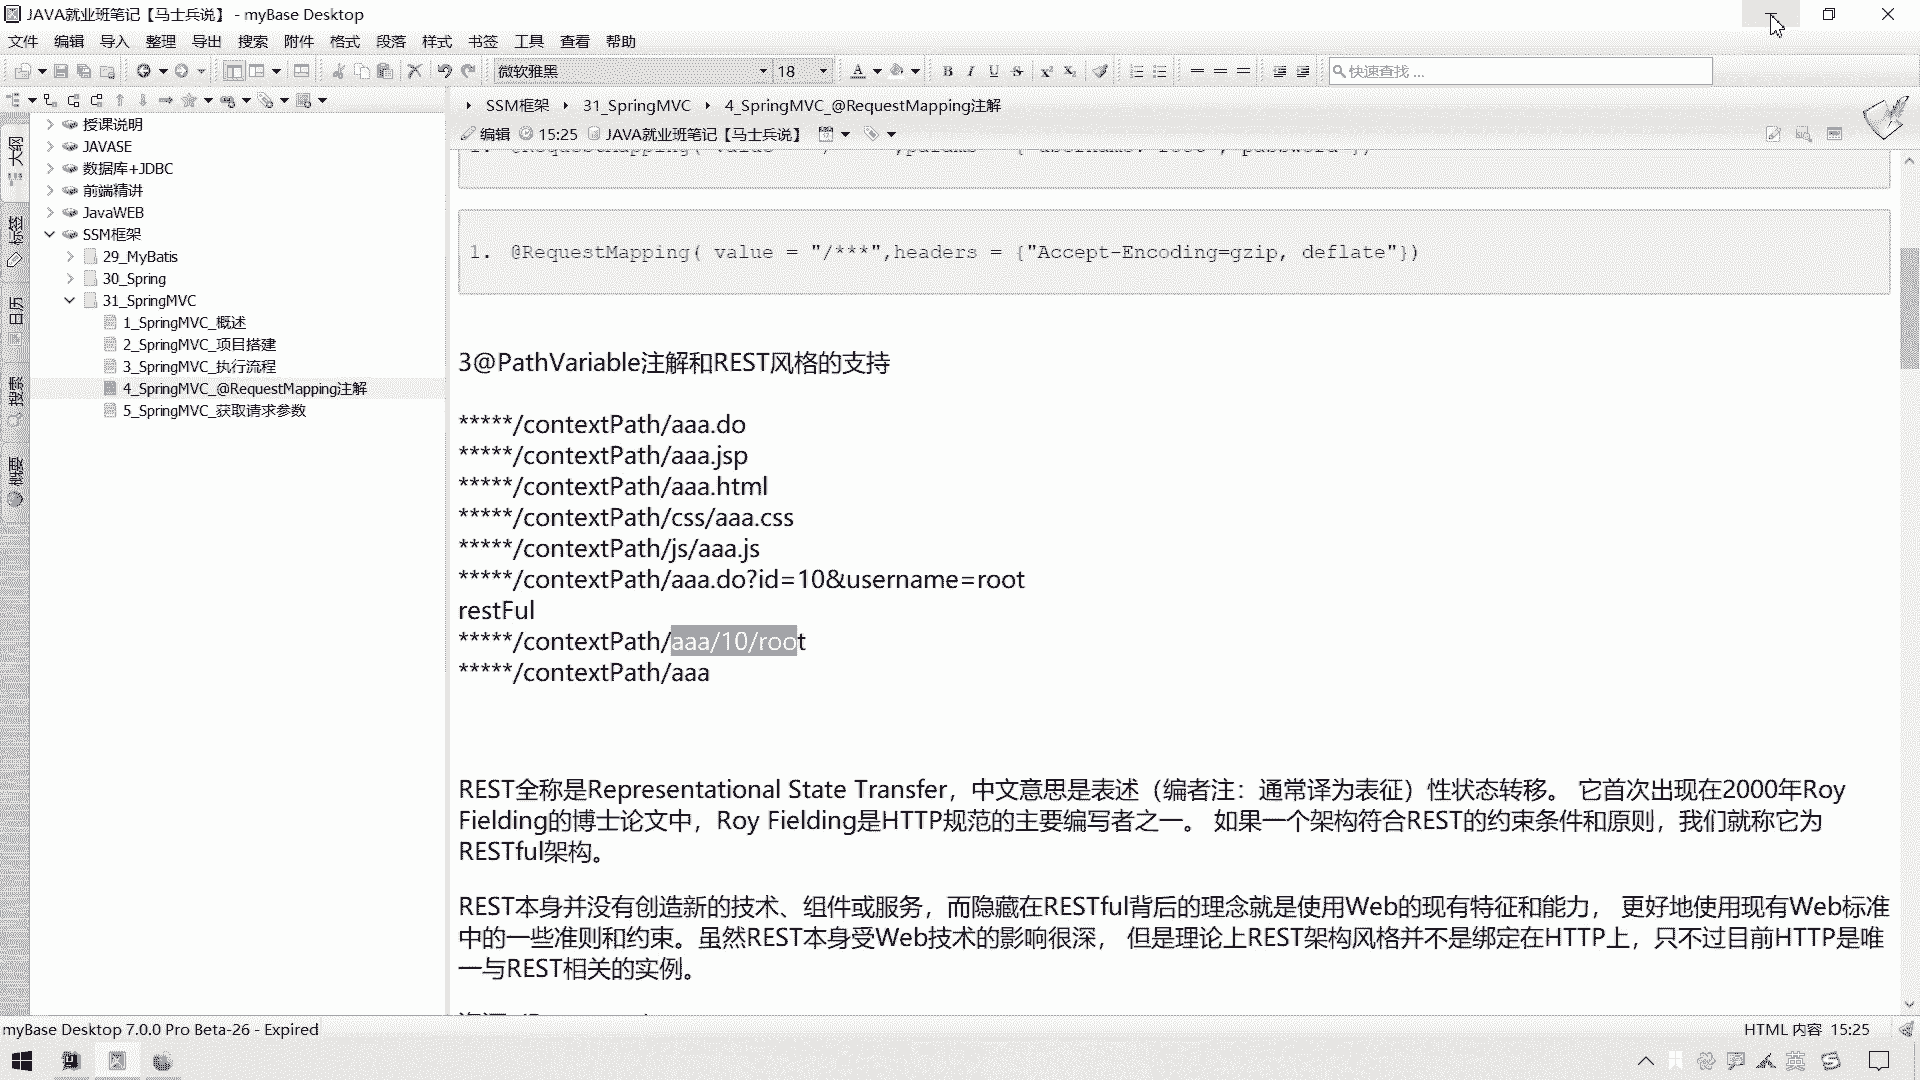 JAVA就业班笔记【马士兵说】 - myBase Desktop
文件 编辑 导入 整理 导出 搜索 附件 格式 段落 样式 书签 工具 查看 帮助
微软雅黑 18 A B I U S x² x₂ 快速查找 ...
SSM框架 31_SpringMVC 4_SpringMVC_@RequestMapping注解
编辑 15:25 JAVA就业班笔记【马士兵说】
大纲
标签
日历
搜索
授课说明
JAVASE
数据库+JDBC
前端精讲
JavaWEB
SSM框架
29_MyBatis
30_Spring
31_SpringMVC
1_SpringMVC_概述
2_SpringMVC_项目搭建
3_SpringMVC_执行流程
4_SpringMVC_@RequestMapping注解
5_SpringMVC_获取请求参数
1. @RequestMapping( value = "/***",headers = {"Accept-Encoding=gzip, deflate"})
3@PathVariable注解和REST风格的支持
*****/contextPath/aaa.do
*****/contextPath/aaa.jsp
*****/contextPath/aaa.html
*****/contextPath/css/aaa.css
*****/contextPath/js/aaa.js
*****/contextPath/aaa.do?id=10&username=root
restFul
*****/contextPath/aaa/10/root
*****/contextPath/aaa
REST全称是Representational State Transfer，中文意思是表述（编者注：通常译为表征）性状态转移。 它首次出现在2000年Roy
Fielding的博士论文中，Roy Fielding是HTTP规范的主要编写者之一。 如果一个架构符合REST的约束条件和原则，我们就称它为
RESTful架构。
REST本身并没有创造新的技术、组件或服务，而隐藏在RESTful背后的理念就是使用Web的现有特征和能力， 更好地使用现有Web标准
中的一些准则和约束。虽然REST本身受Web技术的影响很深， 但是理论上REST架构风格并不是绑定在HTTP上，只不过目前HTTP是唯
一与REST相关的实例。
myBase Desktop 7.0.0 Pro Beta-26 - Expired
HTML 内容 15:25
英